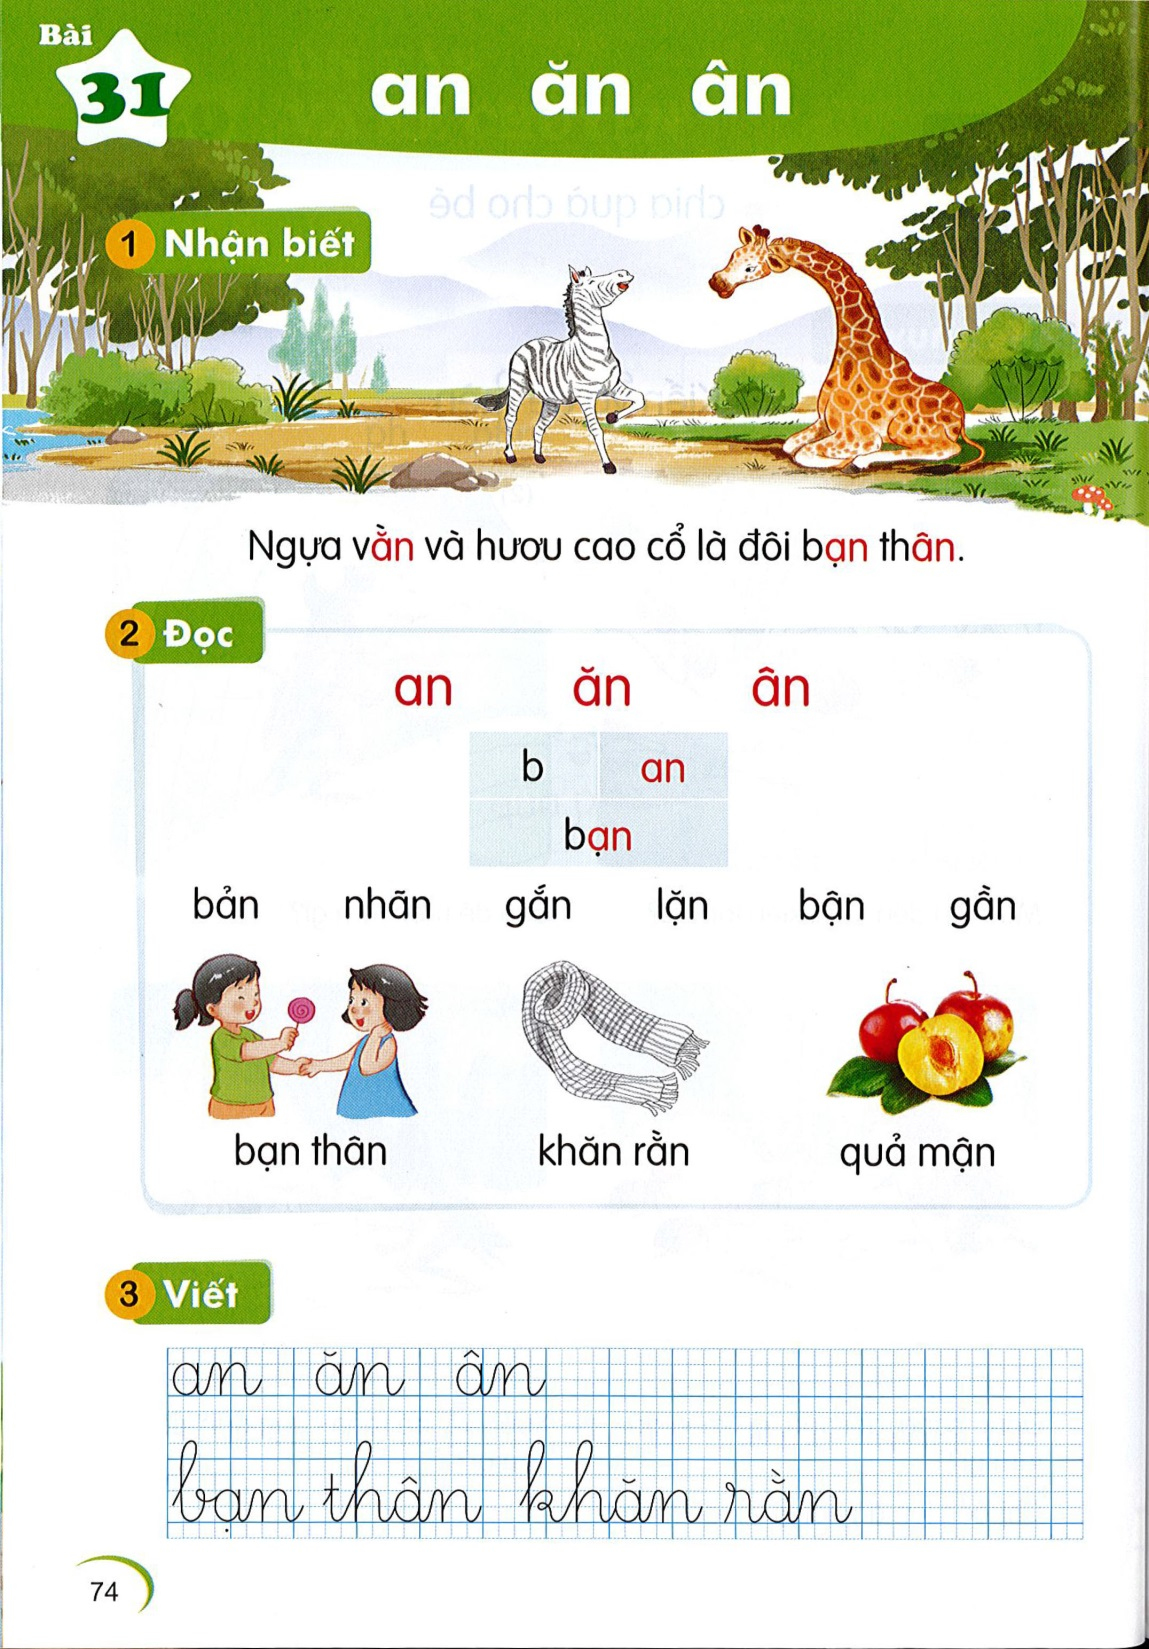 Bài
31
an ăn ân
1 Nhận biết
Ngựa vằn và hươu cao cổ là đôi bạn thân.
2 Đọc
an ăn ân
b an
bạn
bản nhãn gắn lặn bận gần
bạn thân khăn rằn quả mận
3 Viết
an ăn ân
bạn thân khăn rằn
74